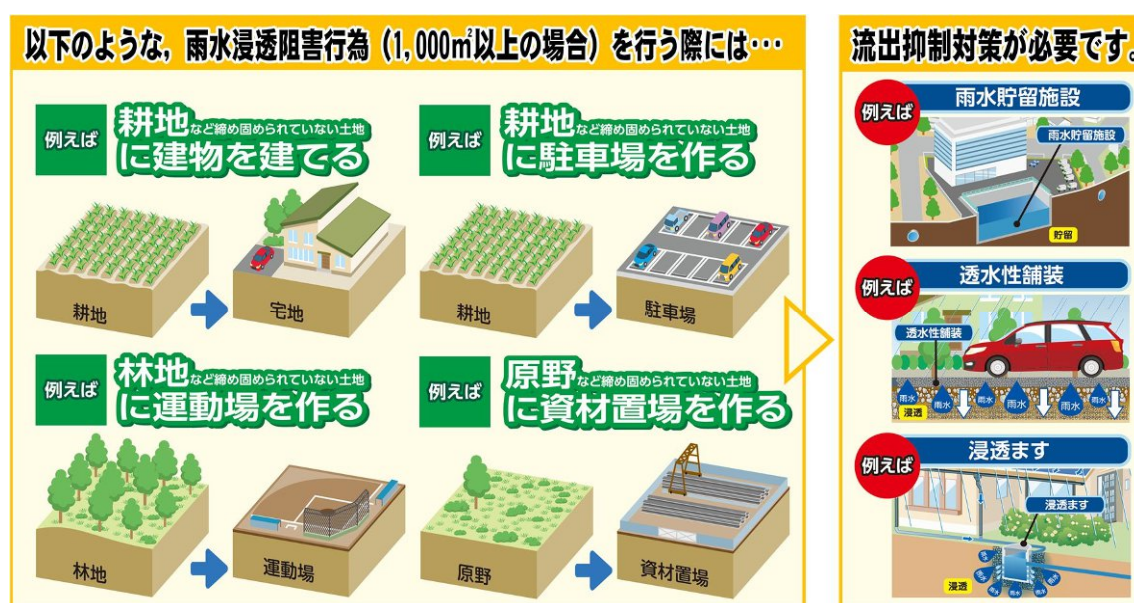 以下のような，雨水浸透阻害行為（1,000㎡以上の場合）を行う際には…
例えば
耕地など締め固められていない土地
に建物を建てる
耕地
宅地
例えば
耕地など締め固められていない土地
に駐車場を作る
耕地
駐車場
例えば
林地など締め固められていない土地
に運動場を作る
林地
運動場
例えば
原野など締め固められていない土地
に資材置場を作る
原野
資材置場
流出抑制対策が必要です。
例えば
雨水貯留施設
雨水貯留施設
貯留
例えば
透水性舗装
透水性舗装
雨水
雨水
雨水
雨水
雨水
雨水
浸透
例えば
浸透ます
浸透ます
浸透
雨水
雨水
雨水
雨水